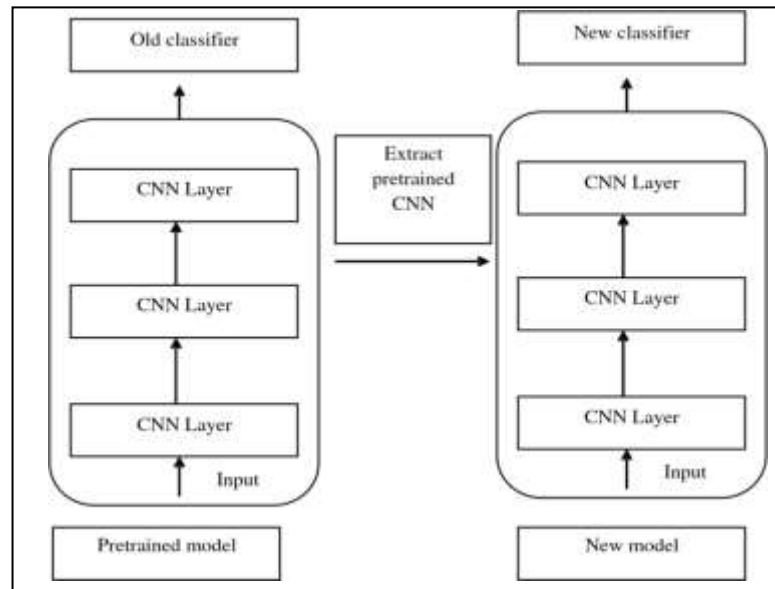 Old classifier
New classifier
Extract
pretrained
CNN
CNN Layer
CNN Layer
CNN Layer
CNN Layer
CNN Layer
CNN Layer
Input
Input
Pretrained model
New model